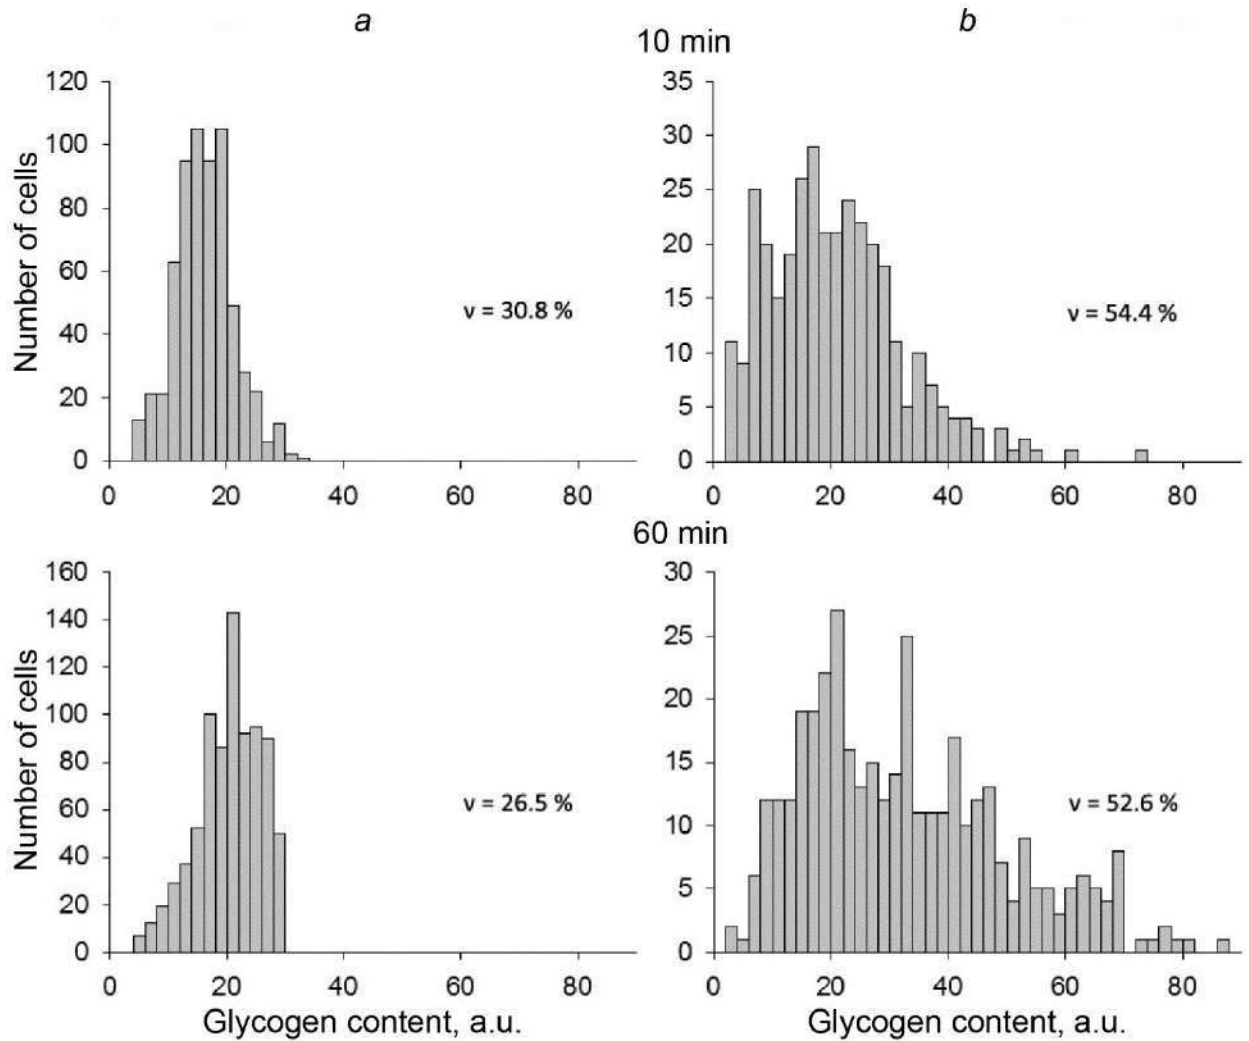 a
b
10 min
120
100
80
60
40
20
0
Number of cells
ν = 30.8 %
0 20 40 60 80
35
30
25
20
15
10
5
0
ν = 54.4 %
0 20 40 60 80
60 min
160
140
120
100
80
60
40
20
0
Number of cells
ν = 26.5 %
0 20 40 60 80
Glycogen content, a.u.
30
25
20
15
10
5
0
ν = 52.6 %
0 20 40 60 80
Glycogen content, a.u.